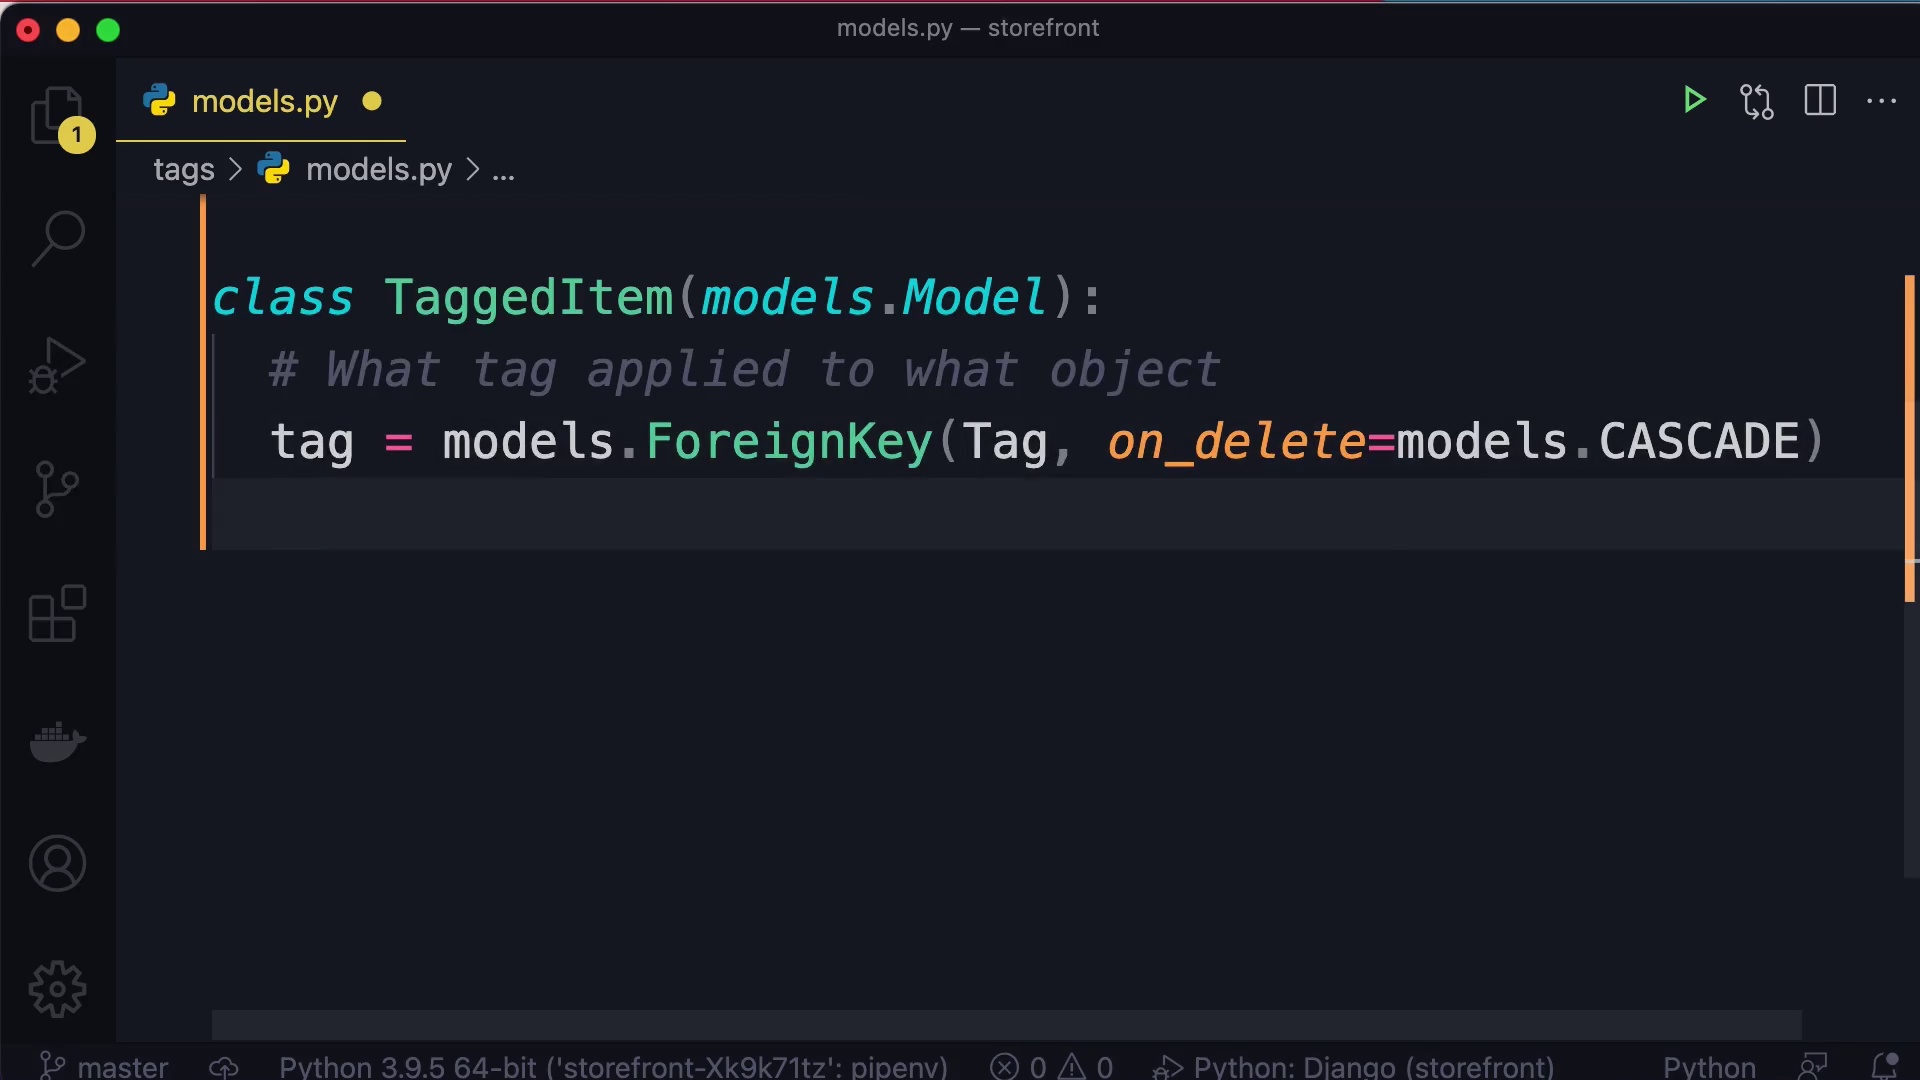 models.py — storefront
models.py
1
tags > models.py > ...
class TaggedItem(models.Model):
# What tag applied to what object
tag = models.ForeignKey(Tag, on_delete=models.CASCADE)
master Python 3.9.5 64-bit ('storefront-Xk9k71tz': pipenv) 0 0 Python: Django (storefront) Python